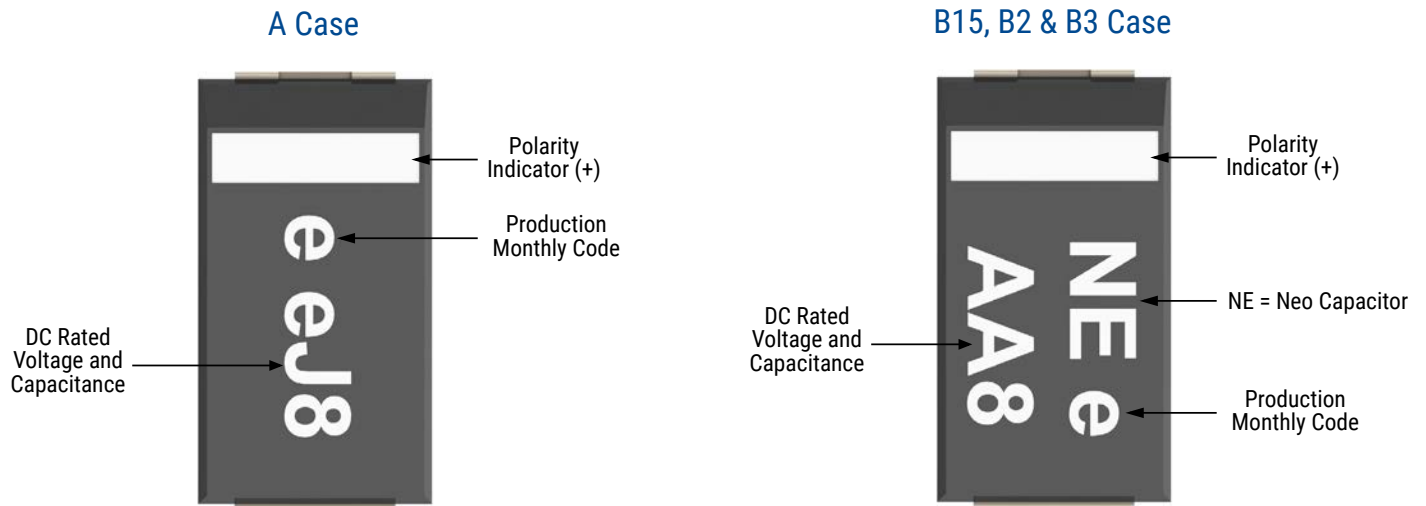 A Case
Polarity
Indicator (+)
e
Production
Monthly Code
eJ8
DC Rated
Voltage and
Capacitance
B15, B2 & B3 Case
Polarity
Indicator (+)
NE e
AA8
NE = Neo Capacitor
DC Rated
Voltage and
Capacitance
Production
Monthly Code